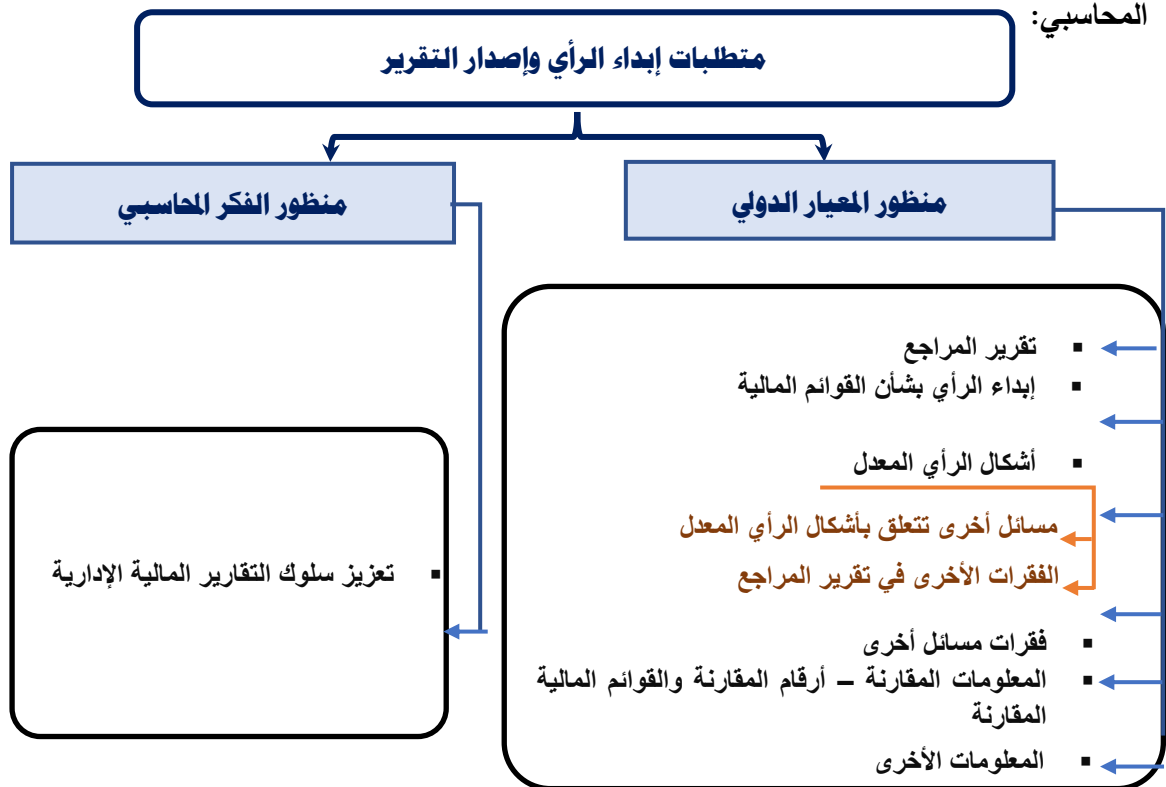 المحاسبي:
متطلبات إبداء الرأي وإصدار التقرير
منظور المعيار الدولي
منظور الفكر المحاسبي
▪ تقرير المراجع
▪ إبداء الرأي بشأن القوائم المالية
▪ أشكال الرأي المعدل
مسائل أخرى تتعلق بأشكال الرأي المعدل
الفقرات الأخرى في تقرير المراجع
▪ فقرات مسائل أخرى
▪ المعلومات المقارنة – أرقام المقارنة والقوائم المالية
المقارنة
▪ المعلومات الأخرى
▪ تعزيز سلوك التقارير المالية الإدارية